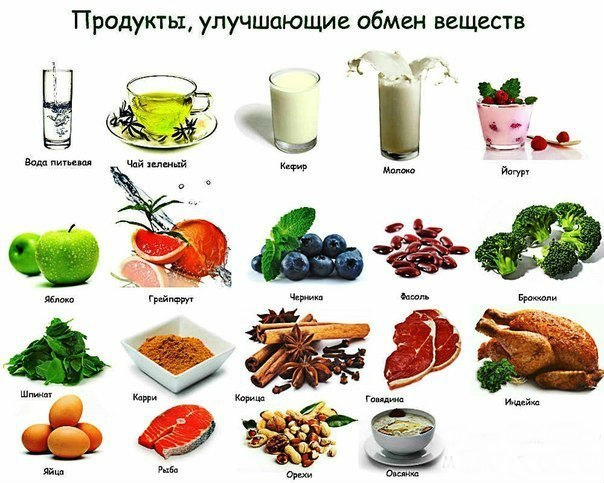 Продукты, улучшающие обмен веществ
Вода питьевая
Чай зеленый
Кефир
Молоко
Йогурт
Яблоко
Грейпфрут
Черника
Фасоль
Брокколи
Шпинат
Карри
Корица
Говядина
Индейка
Яйца
Рыба
Орехи
Овсянка